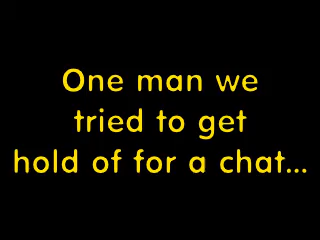 One man we
tried to get
hold of for a chat...